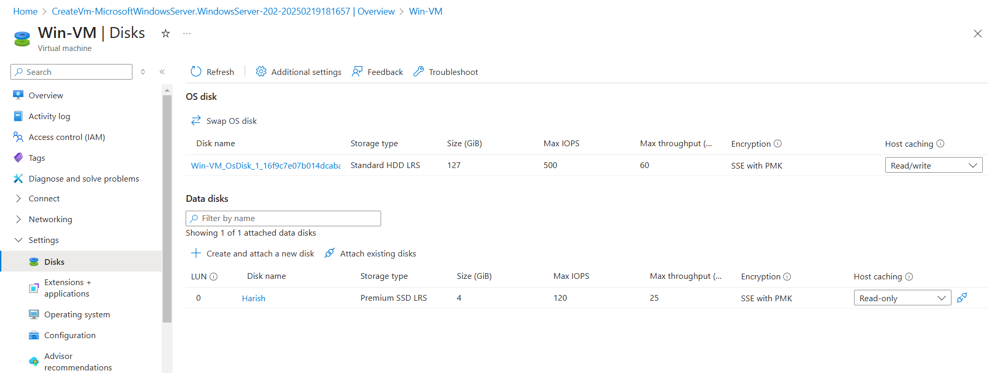 Home > CreateVm-MicrosoftWindowsServer.WindowsServer-202-20250219181657 | Overview > Win-VM
Win-VM | Disks
Virtual machine
Search
Overview
Activity log
Access control (IAM)
Tags
Diagnose and solve problems
Connect
Networking
Settings
Disks
Extensions +
applications
Operating system
Configuration
Advisor
recommendations
Refresh Additional settings Feedback Troubleshoot
OS disk
Swap OS disk
Disk name Storage type Size (GiB) Max IOPS Max throughput (... Encryption Host caching
Win-VM_OsDisk_1_16f9c7e07b014dcaba Standard HDD LRS 127 500 60 SSE with PMK Read/write
Data disks
Filter by name
Showing 1 of 1 attached data disks
Create and attach a new disk Attach existing disks
LUN Disk name Storage type Size (GiB) Max IOPS Max throughput (... Encryption Host caching
0 Harish Premium SSD LRS 4 120 25 SSE with PMK Read-only